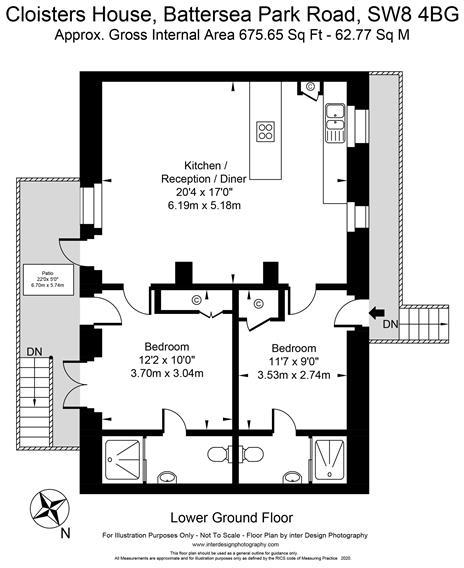 Cloisters House, Battersea Park Road, SW8 4BG
Approx. Gross Internal Area 675.65 Sq Ft - 62.77 Sq M
C
Kitchen /
Reception / Diner
20'4 x 17'0"
6.19m x 5.18m
Patio
22'0x 5'0"
6.70m x 5.74m
C
C
DN
Bedroom
12'2 x 10'0"
3.70m x 3.04m
Bedroom
11'7 x 9'0"
3.53m x 2.74m
DN
N
Lower Ground Floor
For Illustration Purposes Only - Not To Scale - Floor Plan by inter Design Photography
www.interdesignphotography.com
This floor plan should be used as a general outline for guidance only.
All Measurements are approximate and for illustration purposes only as defined by the RICS code of Measuring Practice 2020.